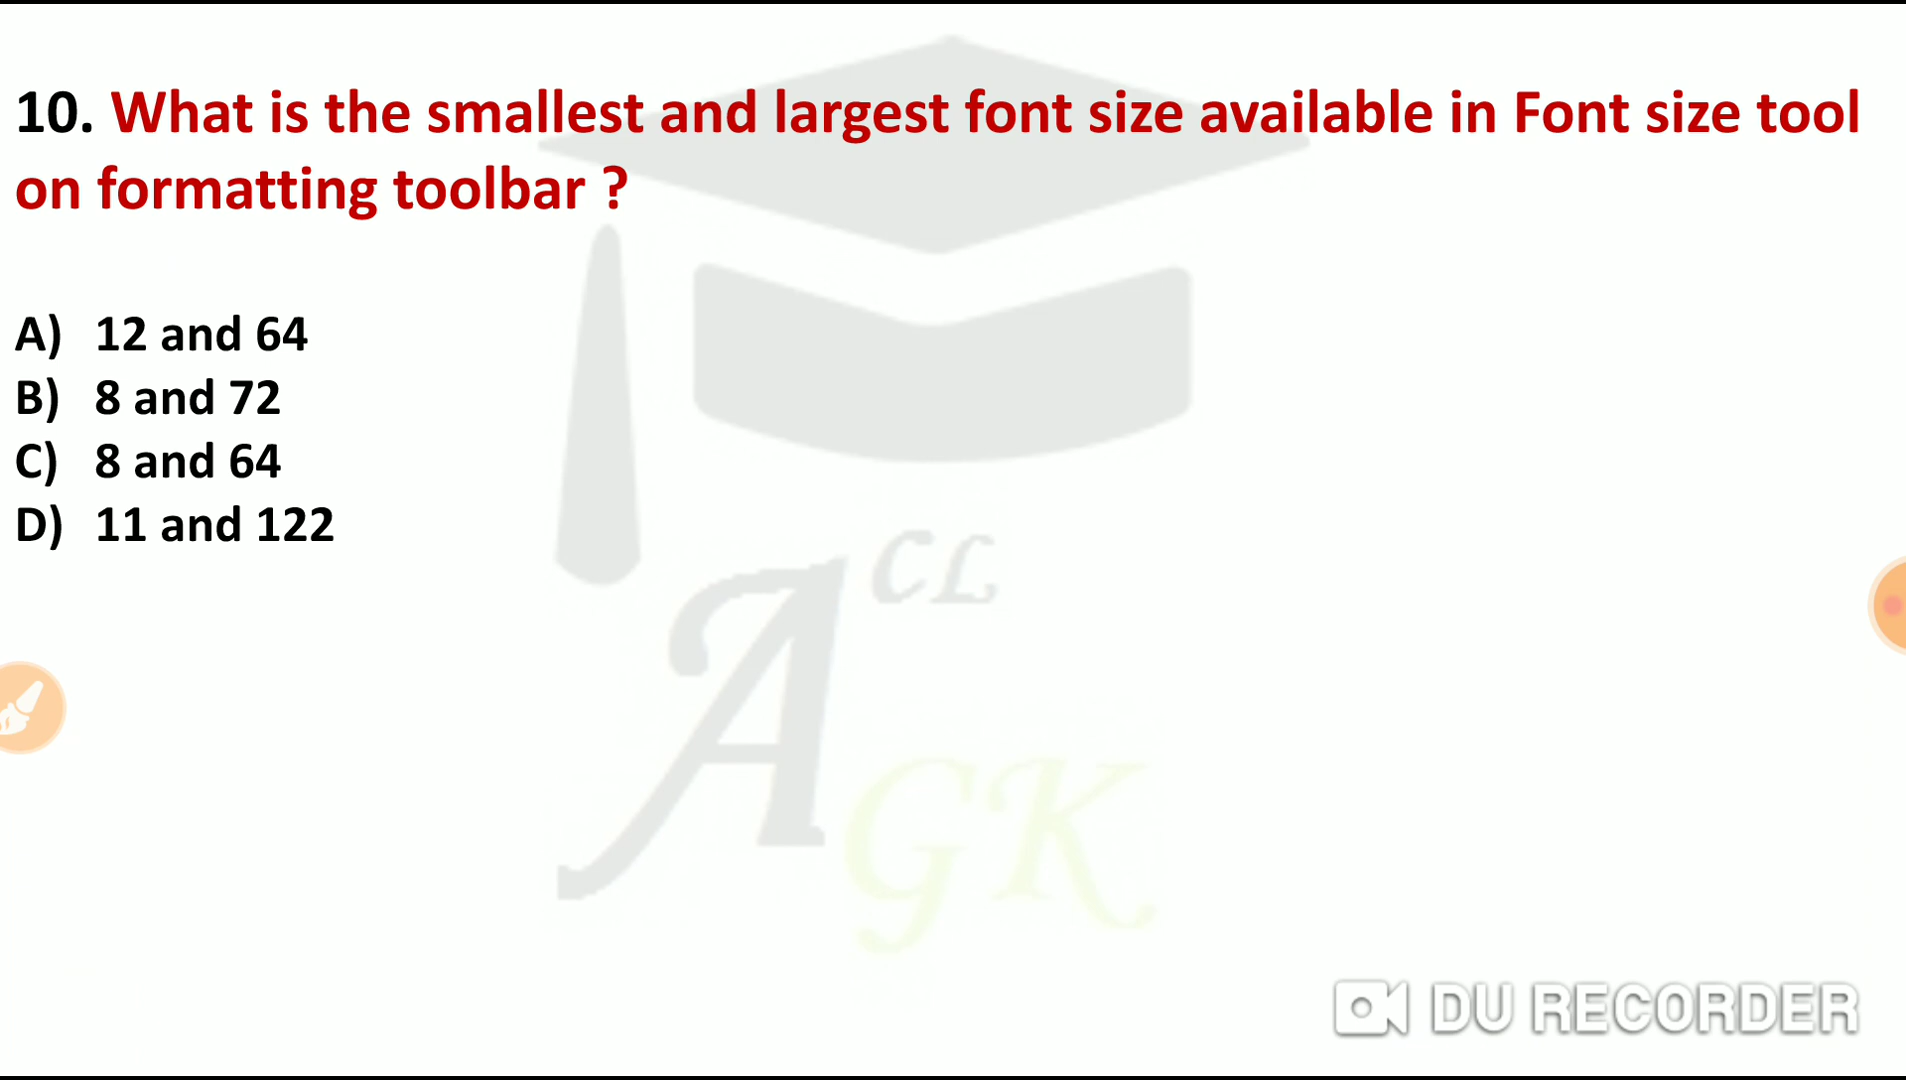 10. What is the smallest and largest font size available in Font size tool
on formatting toolbar ?
A) 12 and 64
B) 8 and 72
C) 8 and 64
D) 11 and 122
A CL
GK
DU RECORDER